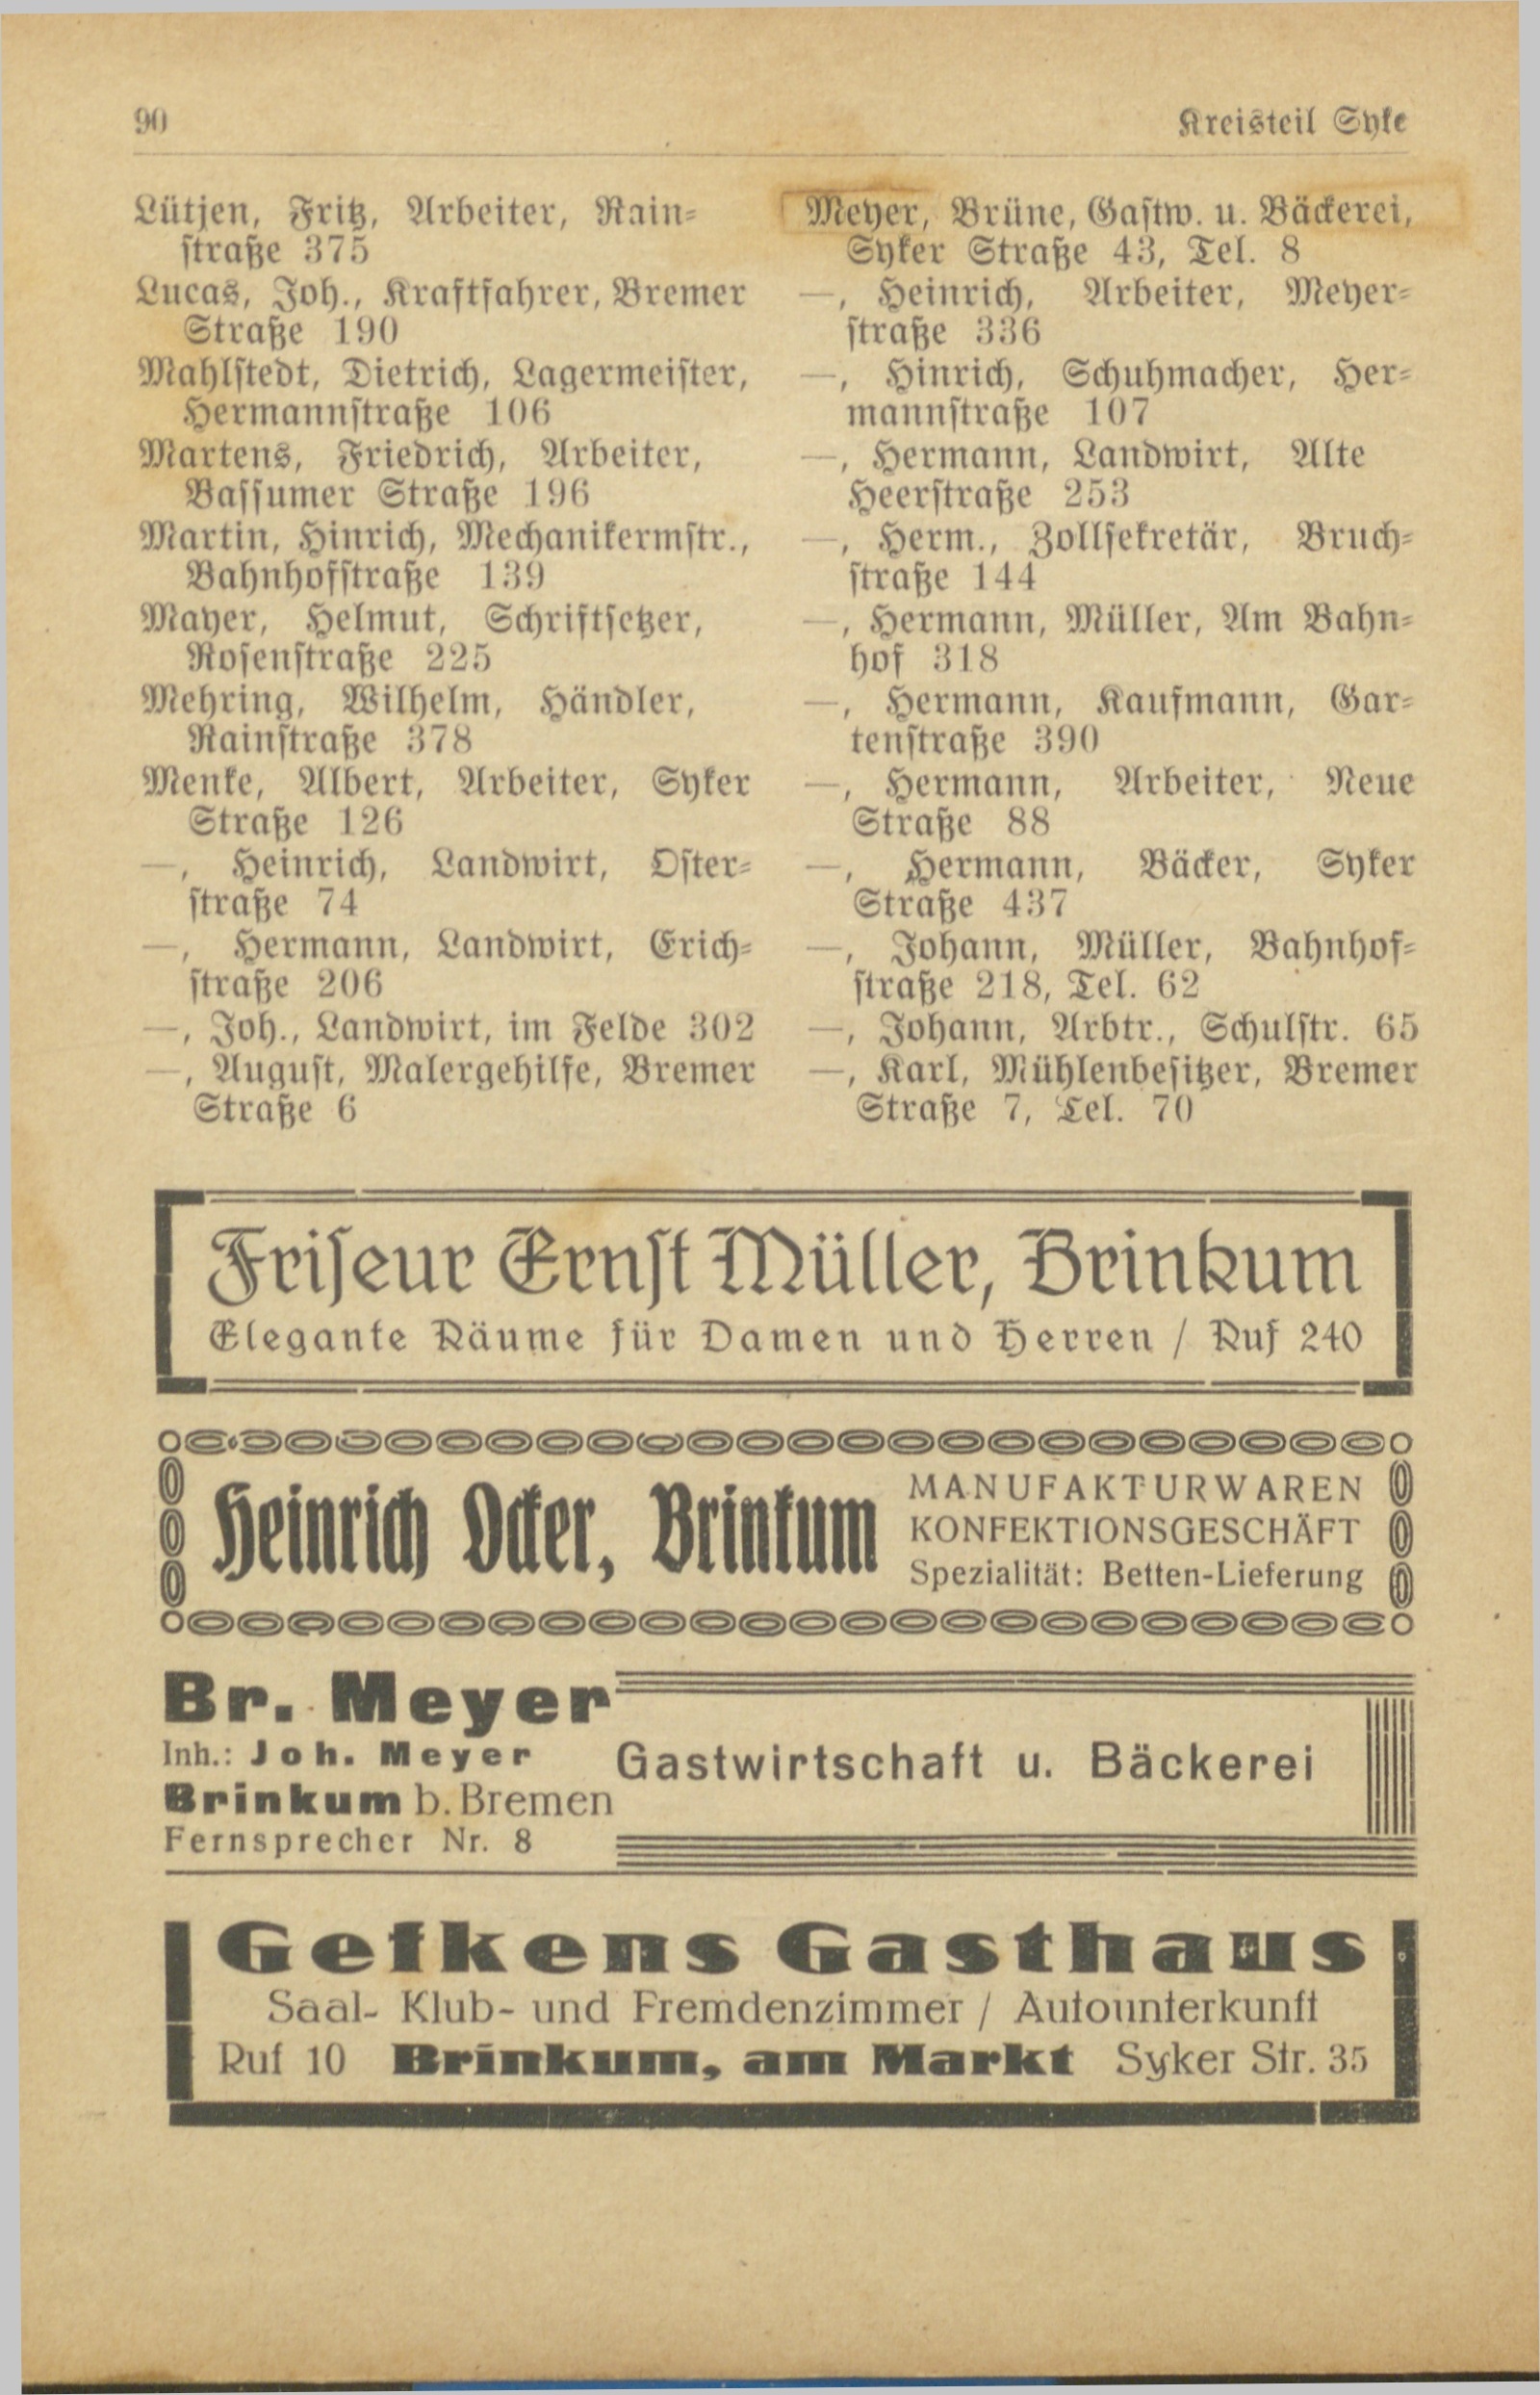 90
Kreisteil Syke
Lütjen, Fritz, Arbeiter, Rain-
straße 375
Lucas, Joh., Kraftfahrer, Bremer
Straße 190
Mahlstedt, Dietrich, Lagermeister,
Hermannstraße 106
Martens, Friedrich, Arbeiter,
Bassumer Straße 196
Martin, Hinrich, Mechanikermstr.,
Bahnhofstraße 139
Mayer, Helmut, Schriftsetzer,
Rosenstraße 225
Mehring, Wilhelm, Händler,
Rainstraße 378
Menke, Albert, Arbeiter, Syker
Straße 126
—, Heinrich, Landwirt, Oster-
straße 74
—, Hermann, Landwirt, Erich-
straße 206
—, Joh., Landwirt, im Felde 302
—, August, Malergehilfe, Bremer
Straße 6
Meyer, Brüne, Gastw. u. Bäckerei,
Syker Straße 43, Tel. 8
—, Heinrich, Arbeiter, Meyer-
straße 336
—, Hinrich, Schuhmacher, Her-
mannstraße 107
—, Hermann, Landwirt, Alte
Heerstraße 253
—, Herm., Zollsekretär, Bruch-
straße 144
—, Hermann, Müller, Am Bahn-
hof 318
—, Hermann, Kaufmann, Gar-
tenstraße 390
—, Hermann, Arbeiter, Neue
Straße 88
—, Hermann, Bäcker, Syker
Straße 437
—, Johann, Müller, Bahnhof-
straße 218, Tel. 62
—, Johann, Arbtr., Schulstr. 65
—, Karl, Mühlenbesitzer, Bremer
Straße 7, Tel. 70
Friseur Ernst Müller, Brinkum
Elegante Räume für Damen und Herren / Ruf 240
Heinrich Ocker, Brinkum
MANUFAKTURWAREN
KONFEKTIONSGESCHÄFT
Spezialität: Betten-Lieferung
Br. Meyer
Inh.: Joh. Meyer
Brinkum b. Bremen
Fernsprecher Nr. 8
Gastwirtschaft u. Bäckerei
Gefkens Gasthaus
Saal- Klub- und Fremdenzimmer / Autounterkunft
Ruf 10 Brinkum, am Markt Syker Str. 35